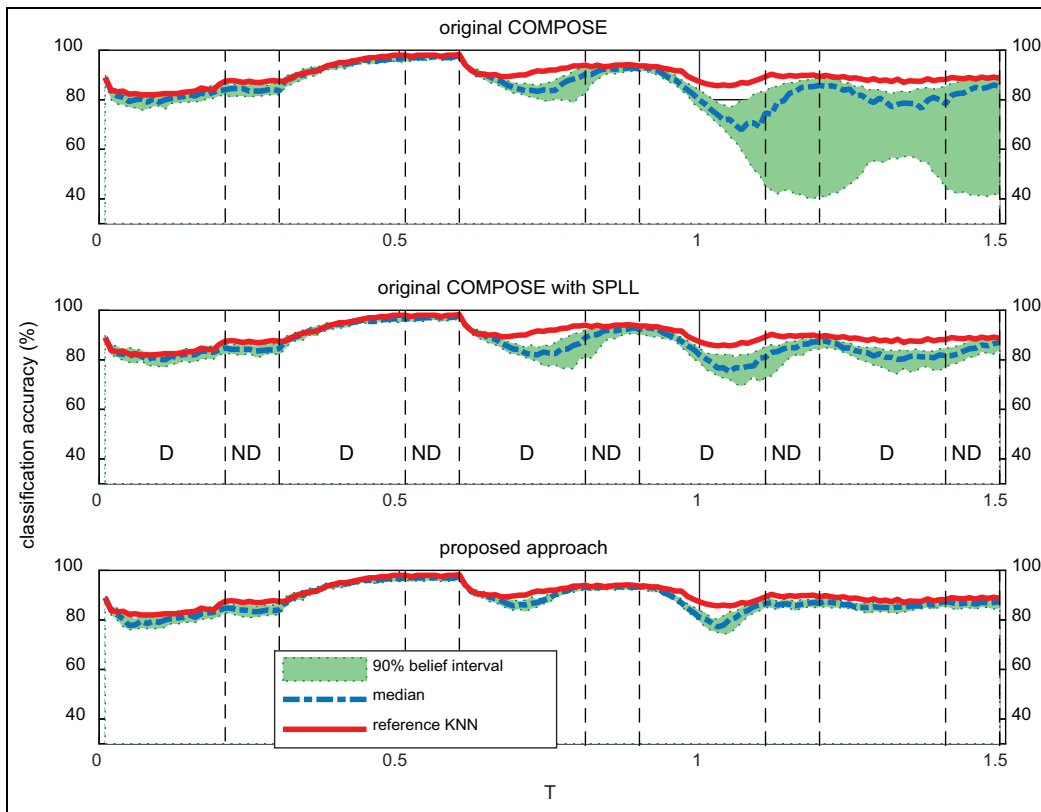 original COMPOSE
100
80
60
40
100
80
60
40
0
0.5
1
1.5
original COMPOSE with SPLL
100
80
60
40
100
80
60
40
D
ND
D
ND
D
ND
D
ND
D
ND
0
0.5
1
1.5
classification accuracy (%)
proposed approach
100
80
60
40
100
80
60
40
90% belief interval
median
reference KNN
0
0.5
1
1.5
T